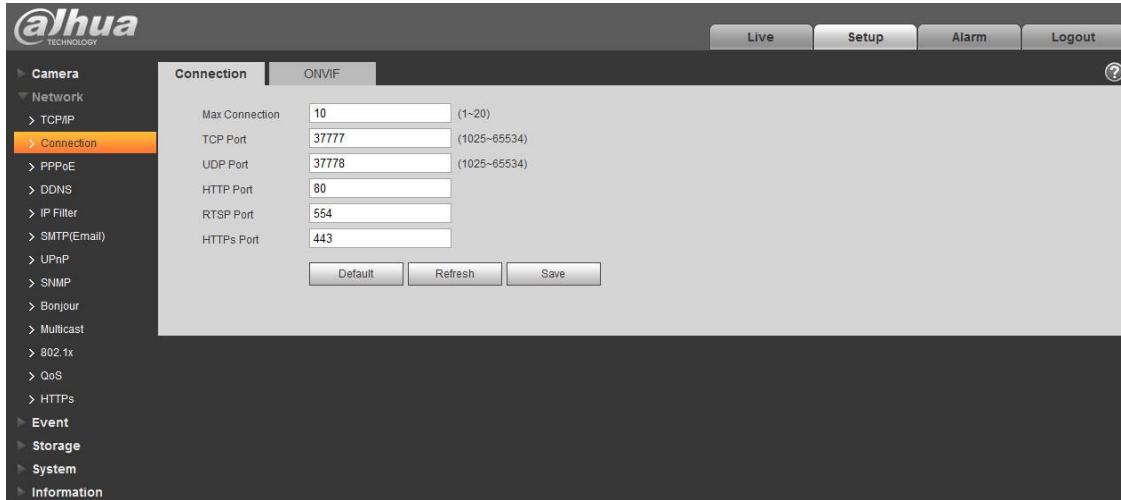 alhua
TECHNOLOGY
Live Setup Alarm Logout
Camera
Network
TCP/IP
Connection
PPPoE
DDNS
IP Filter
SMTP(Email)
UPnP
SNMP
Bonjour
Multicast
802.1x
QoS
HTTPs
Event
Storage
System
Information
Connection ONVIF ?
Max Connection 10 (1~20)
TCP Port 37777 (1025~65534)
UDP Port 37778 (1025~65534)
HTTP Port 80
RTSP Port 554
HTTPs Port 443
Default Refresh Save